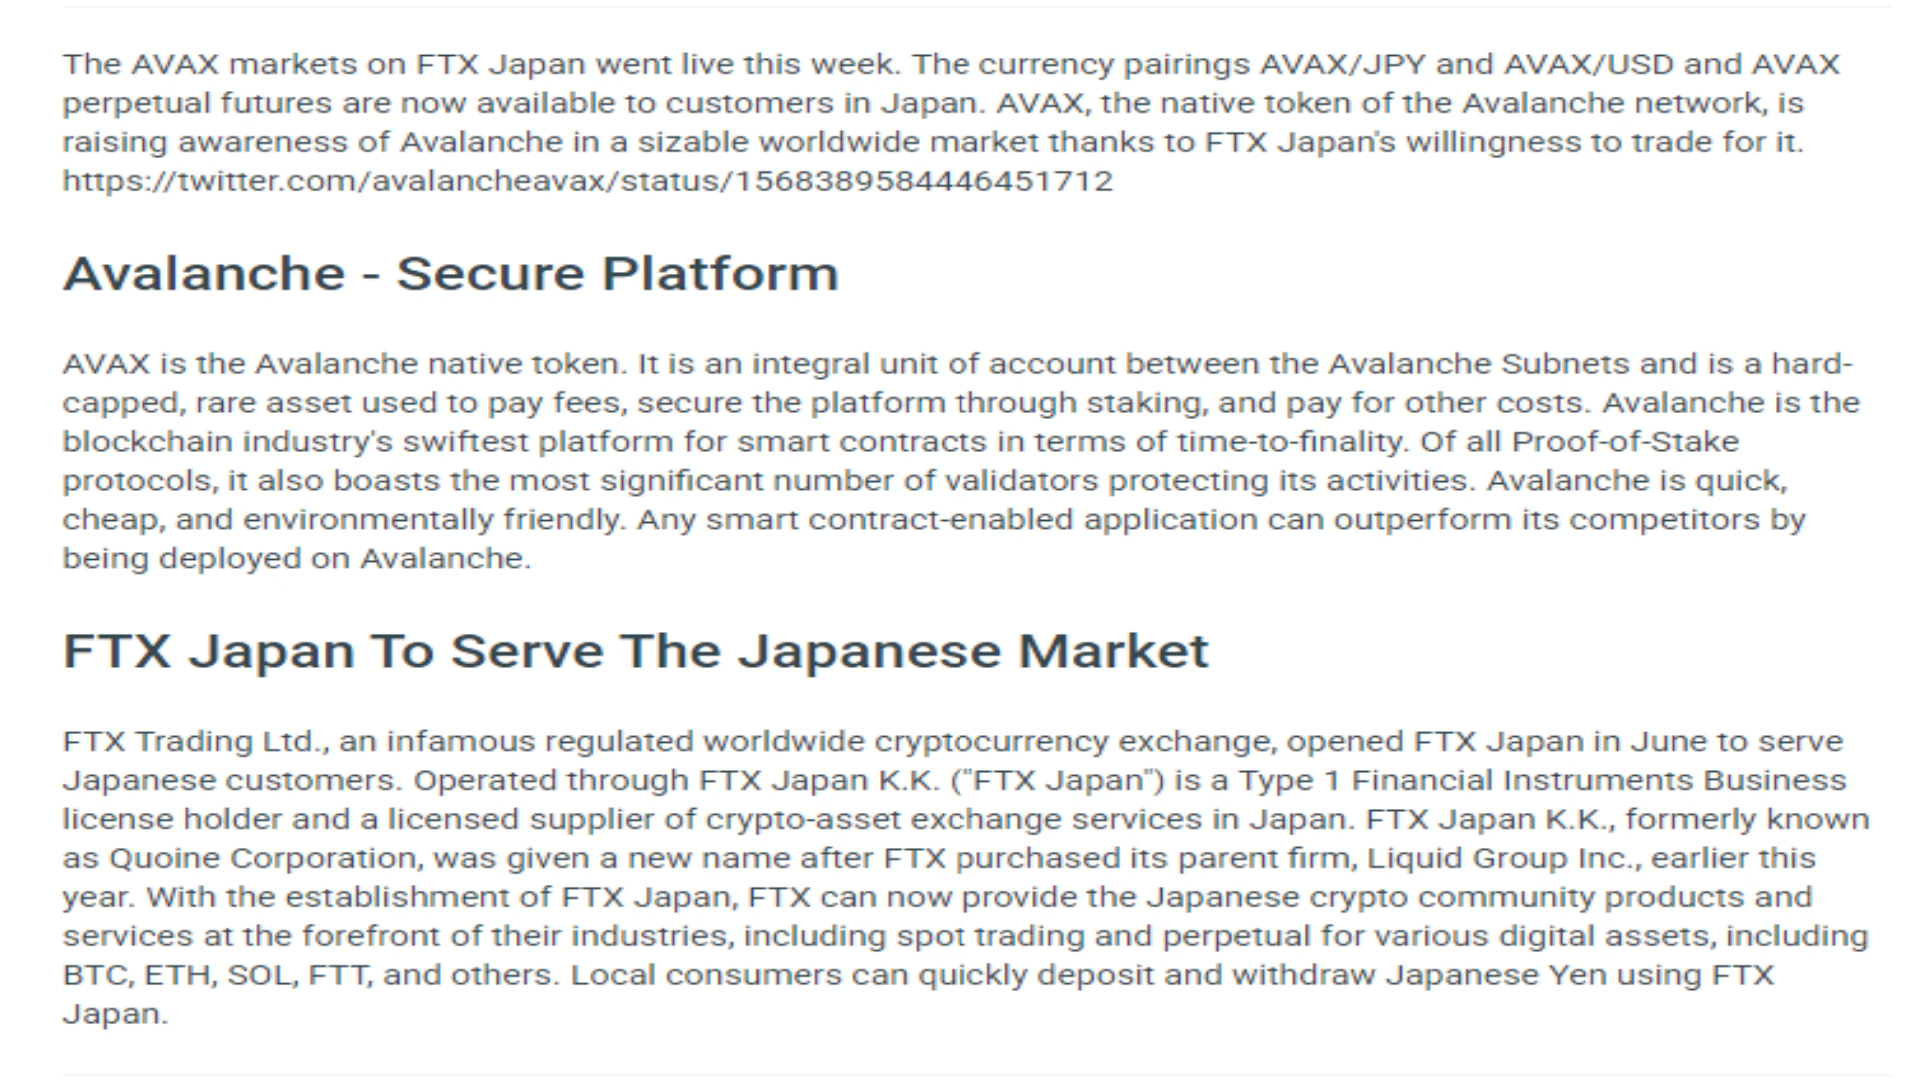 The AVAX markets on FTX Japan went live this week. The currency pairings AVAX/JPY and AVAX/USD and AVAX
perpetual futures are now available to customers in Japan. AVAX, the native token of the Avalanche network, is
raising awareness of Avalanche in a sizable worldwide market thanks to FTX Japan's willingness to trade for it.
https://twitter.com/avalancheavax/status/1568389584446451712
Avalanche - Secure Platform
AVAX is the Avalanche native token. It is an integral unit of account between the Avalanche Subnets and is a hard-
capped, rare asset used to pay fees, secure the platform through staking, and pay for other costs. Avalanche is the
blockchain industry's swiftest platform for smart contracts in terms of time-to-finality. Of all Proof-of-Stake
protocols, it also boasts the most significant number of validators protecting its activities. Avalanche is quick,
cheap, and environmentally friendly. Any smart contract-enabled application can outperform its competitors by
being deployed on Avalanche.
FTX Japan To Serve The Japanese Market
FTX Trading Ltd., an infamous regulated worldwide cryptocurrency exchange, opened FTX Japan in June to serve
Japanese customers. Operated through FTX Japan K.K. ("FTX Japan") is a Type 1 Financial Instruments Business
license holder and a licensed supplier of crypto-asset exchange services in Japan. FTX Japan K.K., formerly known
as Quoine Corporation, was given a new name after FTX purchased its parent firm, Liquid Group Inc., earlier this
year. With the establishment of FTX Japan, FTX can now provide the Japanese crypto community products and
services at the forefront of their industries, including spot trading and perpetual for various digital assets, including
BTC, ETH, SOL, FTT, and others. Local consumers can quickly deposit and withdraw Japanese Yen using FTX
Japan.